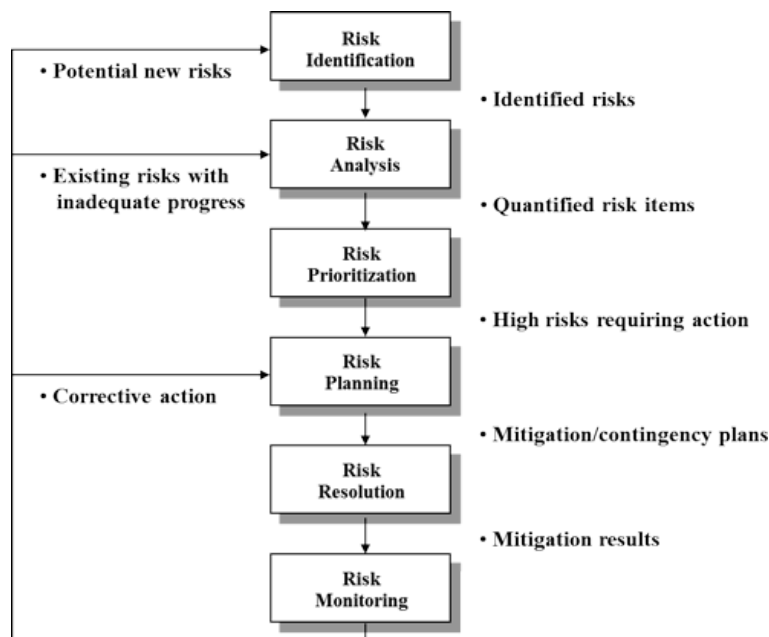 Risk
Identification
• Potential new risks
• Identified risks
Risk
Analysis
• Existing risks with
inadequate progress
• Quantified risk items
Risk
Prioritization
• High risks requiring action
Risk
Planning
• Corrective action
• Mitigation/contingency plans
Risk
Resolution
• Mitigation results
Risk
Monitoring